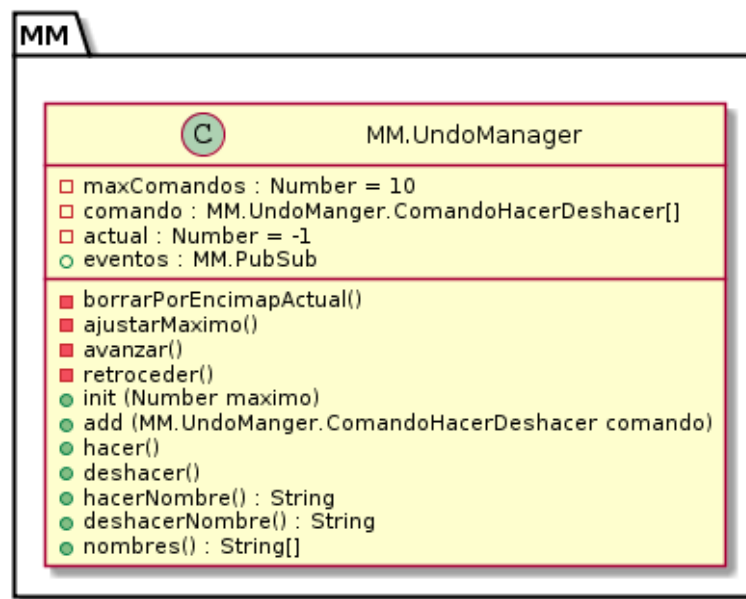 MM
C MM.UndoManager
maxComandos : Number = 10
comando : MM.UndoManger.ComandoHacerDeshacer[]
actual : Number = -1
eventos : MM.PubSub
borrarPorEncimapActual()
ajustarMaximo()
avanzar()
retroceder()
init (Number maximo)
add (MM.UndoManger.ComandoHacerDeshacer comando)
hacer()
deshacer()
hacerNombre() : String
deshacerNombre() : String
nombres() : String[]